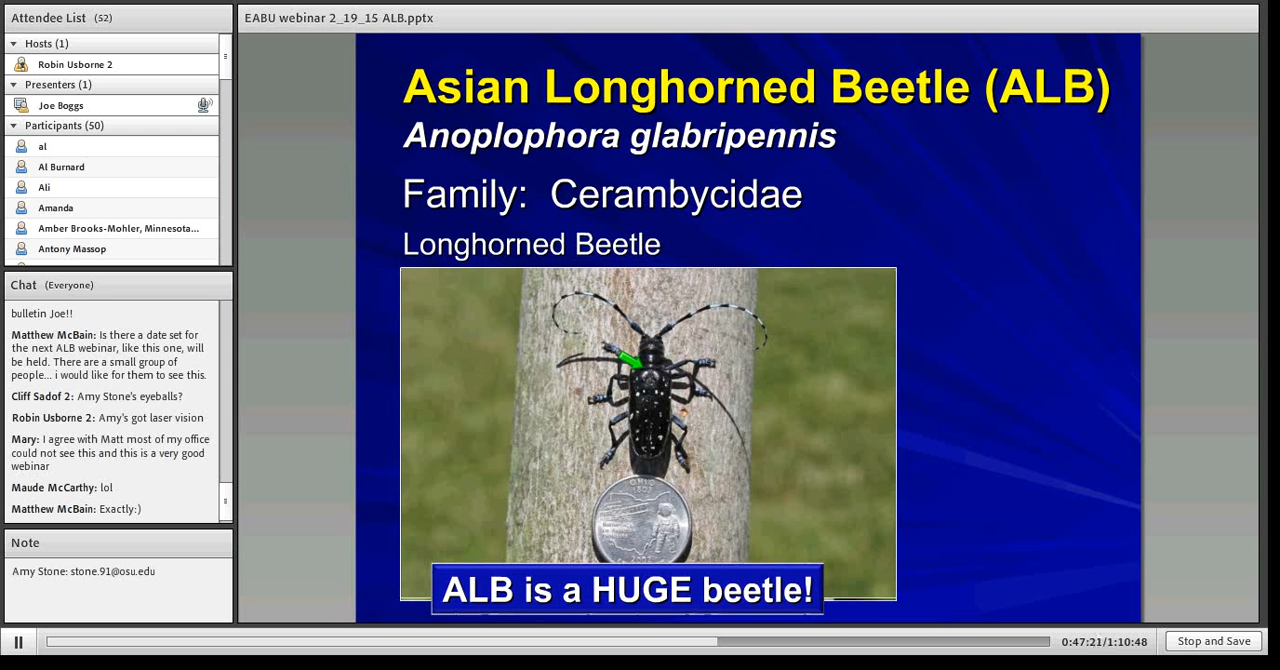 Attendee List (52)
Hosts (1)
Robin Usborne 2
Presenters (1)
Joe Boggs
Participants (50)
al
Al Burnard
Ali
Amanda
Amber Brooks-Mohler, Minnesota...
Antony Massop
Chat (Everyone)
bulletin Joe!!
Matthew McBain: Is there a date set for
the next ALB webinar, like this one, will
be held. There are a small group of
people... i would like for them to see this.
Cliff Sadof 2: Amy Stone's eyeballs?
Robin Usborne 2: Amy's got laser vision
Mary: I agree with Matt most of my office
could not see this and this is a very good
webinar
Maude McCarthy: lol
Matthew McBain: Exactly:)
Note
Amy Stone: stone.91@osu.edu
EABU webinar 2_19_15 ALB.pptx
Asian Longhorned Beetle (ALB)
Anoplophora glabripennis
Family: Cerambycidae
Longhorned Beetle
OHIO
1803
ALB is a HUGE beetle!
0:47:21/1:10:48
Stop and Save